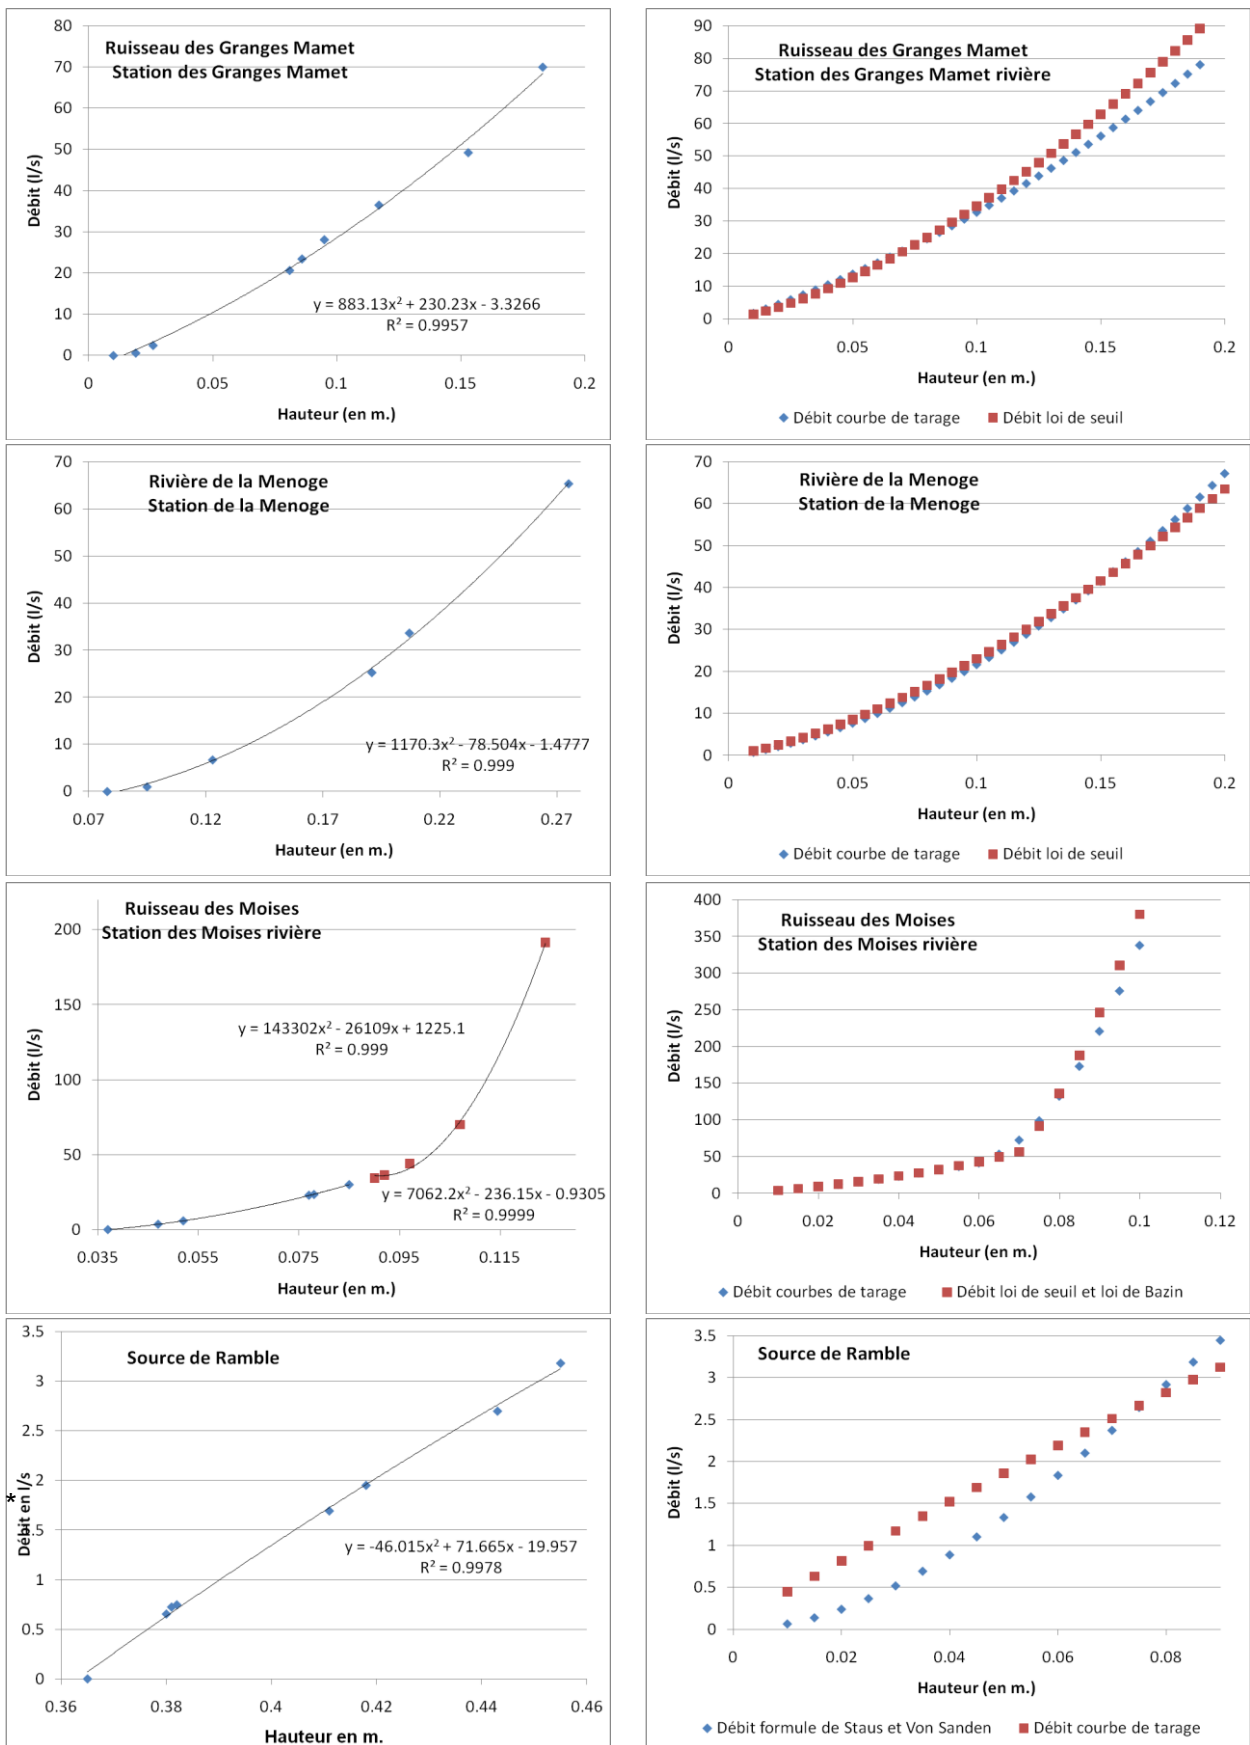 Ruisseau des Granges Mamet
Station des Granges Mamet
Débit (l/s)
80
70
60
50
40
30
20
10
0
y = 883.13x² + 230.23x - 3.3266
R² = 0.9957
0 0.05 0.1 0.15 0.2
Hauteur (en m.)
Ruisseau des Granges Mamet
Station des Granges Mamet rivière
Débit (l/s)
90
80
70
60
50
40
30
20
10
0
0 0.05 0.1 0.15 0.2
Hauteur (en m.)
Débit courbe de tarage Débit loi de seuil
Rivière de la Menoge
Station de la Menoge
Débit (l/s)
70
60
50
40
30
20
10
0
y = 1170.3x² - 78.504x - 1.4777
R² = 0.999
0.07 0.12 0.17 0.22 0.27
Hauteur (en m.)
Rivière de la Menoge
Station de la Menoge
Débit (l/s)
70
60
50
40
30
20
10
0
0 0.05 0.1 0.15 0.2
Hauteur (en m.)
Débit courbe de tarage Débit loi de seuil
Ruisseau des Moises
Station des Moises rivière
Débit (l/s)
200
150
100
50
0
y = 143302x² - 26109x + 1225.1
R² = 0.999
y = 7062.2x² - 236.15x - 0.9305
R² = 0.9999
0.035 0.055 0.075 0.095 0.115
Hauteur (en m.)
Ruisseau des Moises
Station des Moises rivière
Débit (l/s)
400
350
300
250
200
150
100
50
0
0 0.02 0.04 0.06 0.08 0.1 0.12
Hauteur (en m.)
Débit courbes de tarage Débit loi de seuil et loi de Bazin
Source de Ramble
*
Débit en l/s
3.5
3
2.5
2
1.5
1
0.5
0
y = -46.015x² + 71.665x - 19.957
R² = 0.9978
0.36 0.38 0.4 0.42 0.44 0.46
Hauteur en m.
Source de Ramble
Débit (l/s)
3.5
3
2.5
2
1.5
1
0.5
0
0 0.02 0.04 0.06 0.08
Hauteur (en m.)
Débit formule de Staus et Von Sanden Débit courbe de tarage